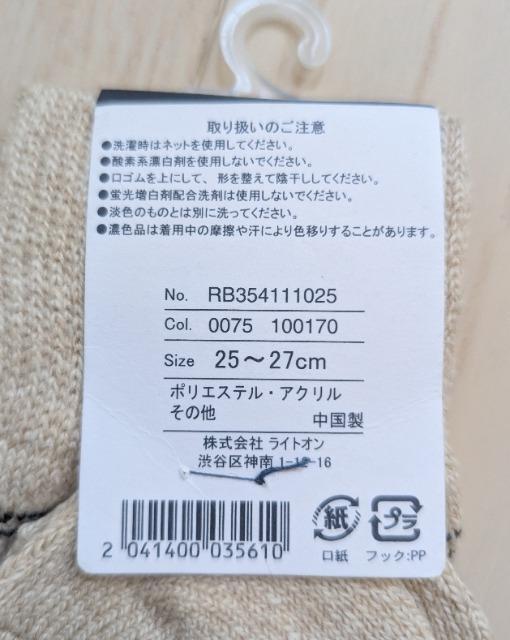 取り扱いのご注意
●洗濯時はネットを使用してください。
●酸素系漂白剤を使用しないでください。
●口ゴムを上にして、形を整えて陰干ししてください。
●蛍光増白剤配合洗剤は使用しないでください。
●淡色のものとは別に洗ってください。
●濃色品は着用中の摩擦や汗により色移りすることがあります。
No. RB354111025
Col. 0075 100170
Size 25〜27cm
ポリエステル・アクリル
その他 中国製
株式会社 ライトオン
渋谷区神南 1-12-16
2 041400 035610
紙 プラ
口紙 フック:PP